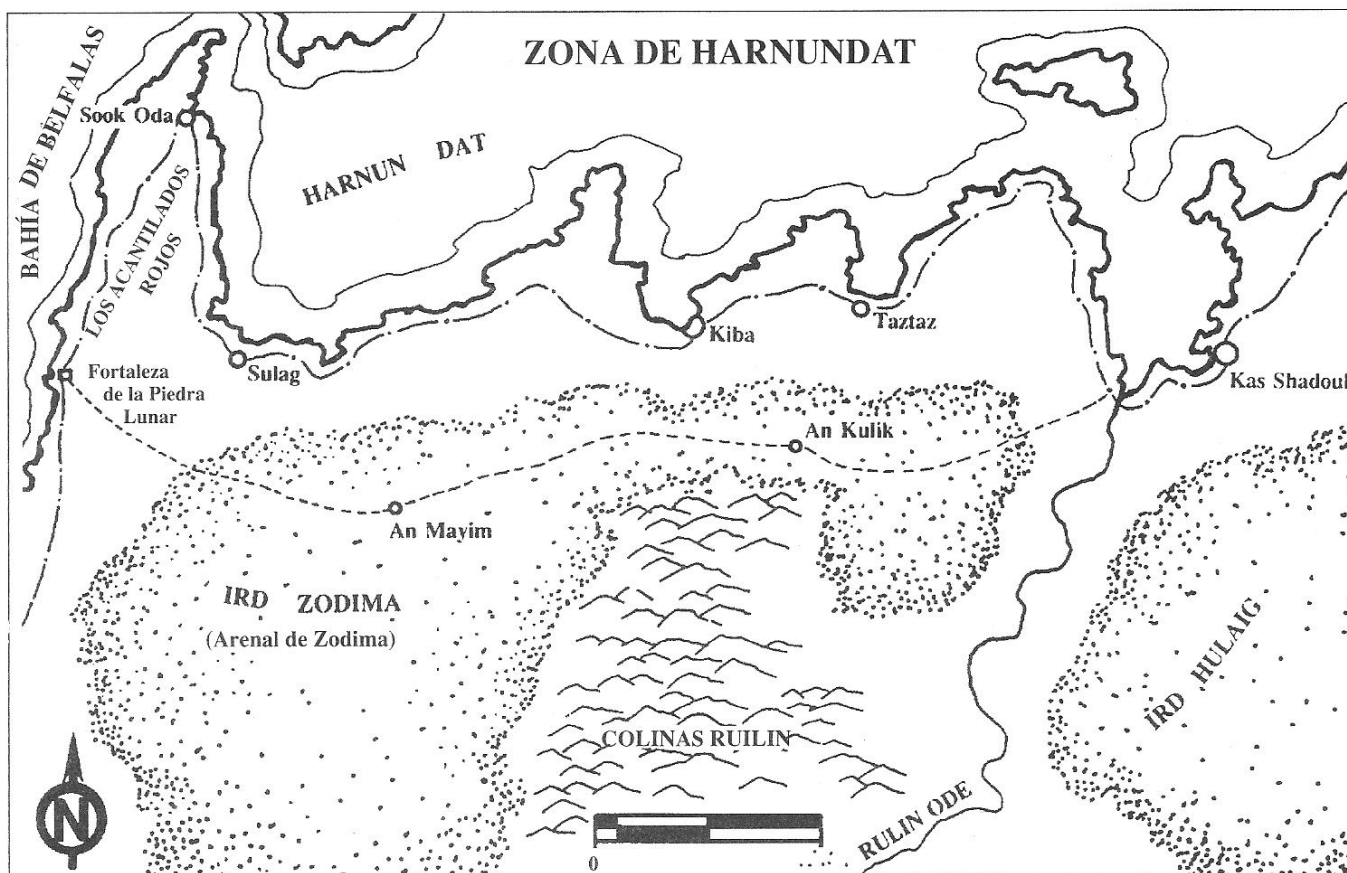 ZONA DE HARNUNDAT
BAHÍA DE BELFALAS
Sook Oda
HARNUN DAT
LOS ACANTILADOS
ROJOS
Kiba
Taztaz
Sulag
Kas Shadoul
Fortaleza
de la Piedra
Lunar
An Kulik
An Mayim
IRD ZODIMA
(Arenal de Zodima)
IRD HULAIG
COLINAS RUILIN
RULIN ODE
N
0